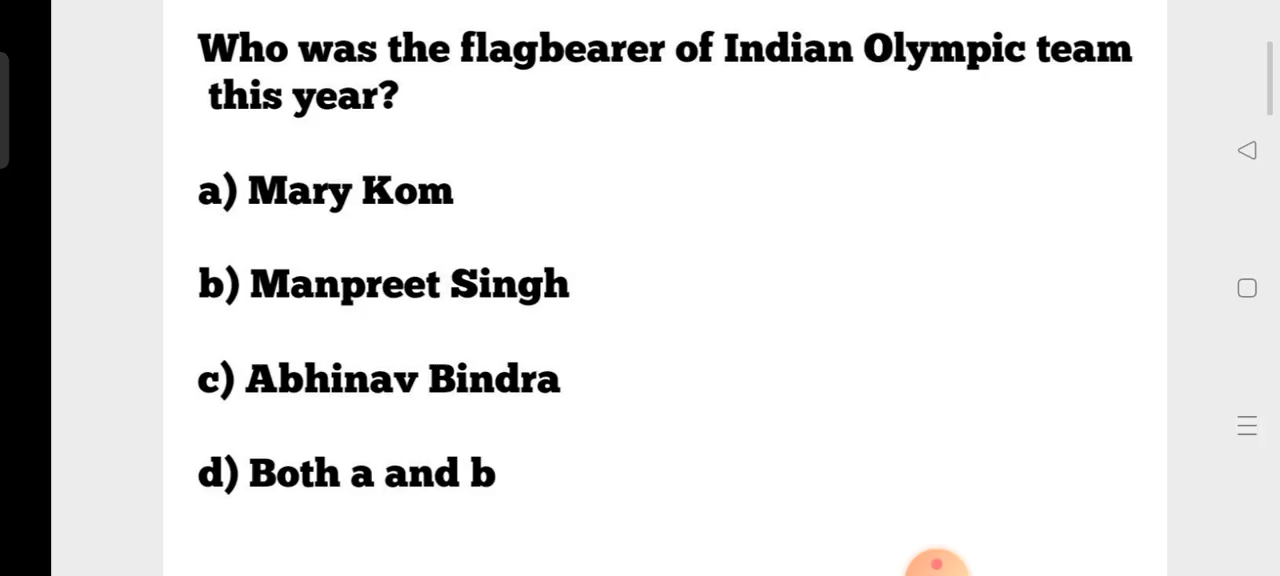 Who was the flagbearer of Indian Olympic team
this year?
a) Mary Kom
b) Manpreet Singh
c) Abhinav Bindra
d) Both a and b